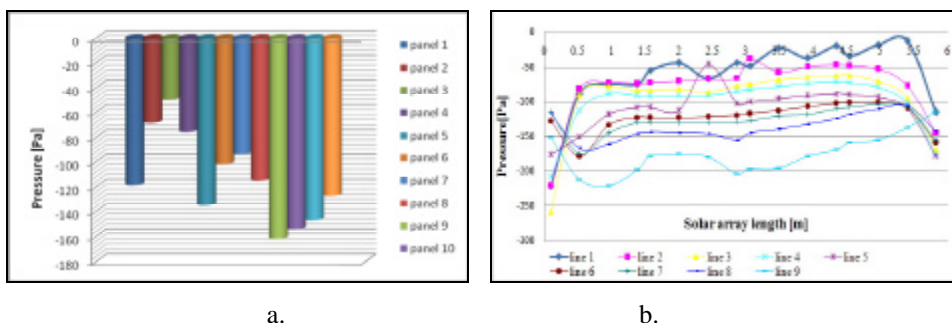 0
-20
-40
-60
-80
-100
-120
-140
-160
-180
Pressure [Pa]
panel 1
panel 2
panel 3
panel 4
panel 5
panel 6
panel 7
panel 8
panel 9
panel 10
0
-50
-100
-150
-200
-250
-300
Pressure[Pa]
0 0.5 1 1.5 2 2.5 3 3.5 4 4.5 5 5.5 6
Solar array length [m]
line 1 line 2 line 3 line 4 line 5
line 6 line 7 line 8 line 9
a. b.